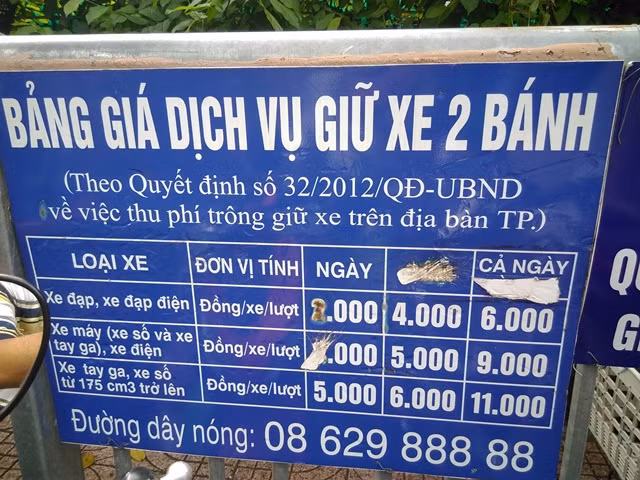 BẢNG GIÁ DỊCH VỤ GIỮ XE 2 BÁNH
(Theo Quyết định số 32/2012/QĐ-UBND
về việc thu phí trông giữ xe trên địa bàn TP.)
LOẠI XE ĐƠN VỊ TÍNH NGÀY CẢ NGÀY
Xe đạp, xe đạp điện Đồng/xe/lượt .000 4.000 6.000
Xe máy (xe số và xe
tay ga), xe điện Đồng/xe/lượt .000 5.000 9.000
Xe tay ga, xe số
từ 175 cm3 trở lên Đồng/xe/lượt 5.000 6.000 11.000
Đường dây nóng: 08 629 888 88